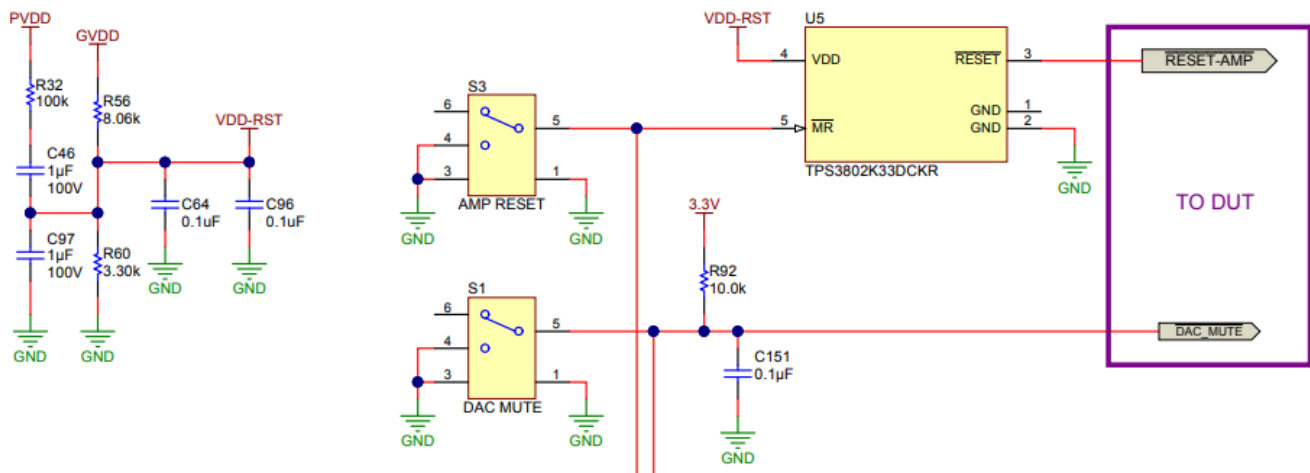 PVDD
GVDD
R32
100k
R56
8.06k
VDD-RST
C46
1µF
100V
C64
0.1uF
C96
0.1uF
C97
1µF
100V
R60
3.30k
GND
GND
GND
GND
S3
6
5
4
3
1
AMP RESET
GND
GND
VDD-RST
U5
4
VDD
RESET
3
GND
1
5
MR
GND
2
TPS3802K33DCKR
GND
3.3V
R92
10.0k
S1
6
5
4
3
1
DAC MUTE
GND
GND
C151
0.1µF
GND
RESET-AMP
TO DUT
DAC_MUTE